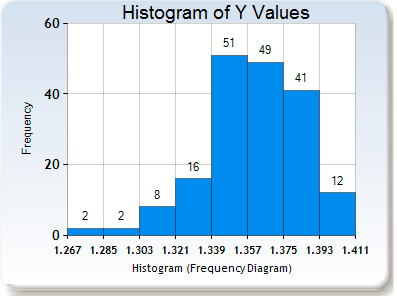 Histogram of Y Values
60
40
20
0
Frequency
2 2 8 16 51 49 41 12
1.267 1.285 1.303 1.321 1.339 1.357 1.375 1.393 1.411
Histogram (Frequency Diagram)